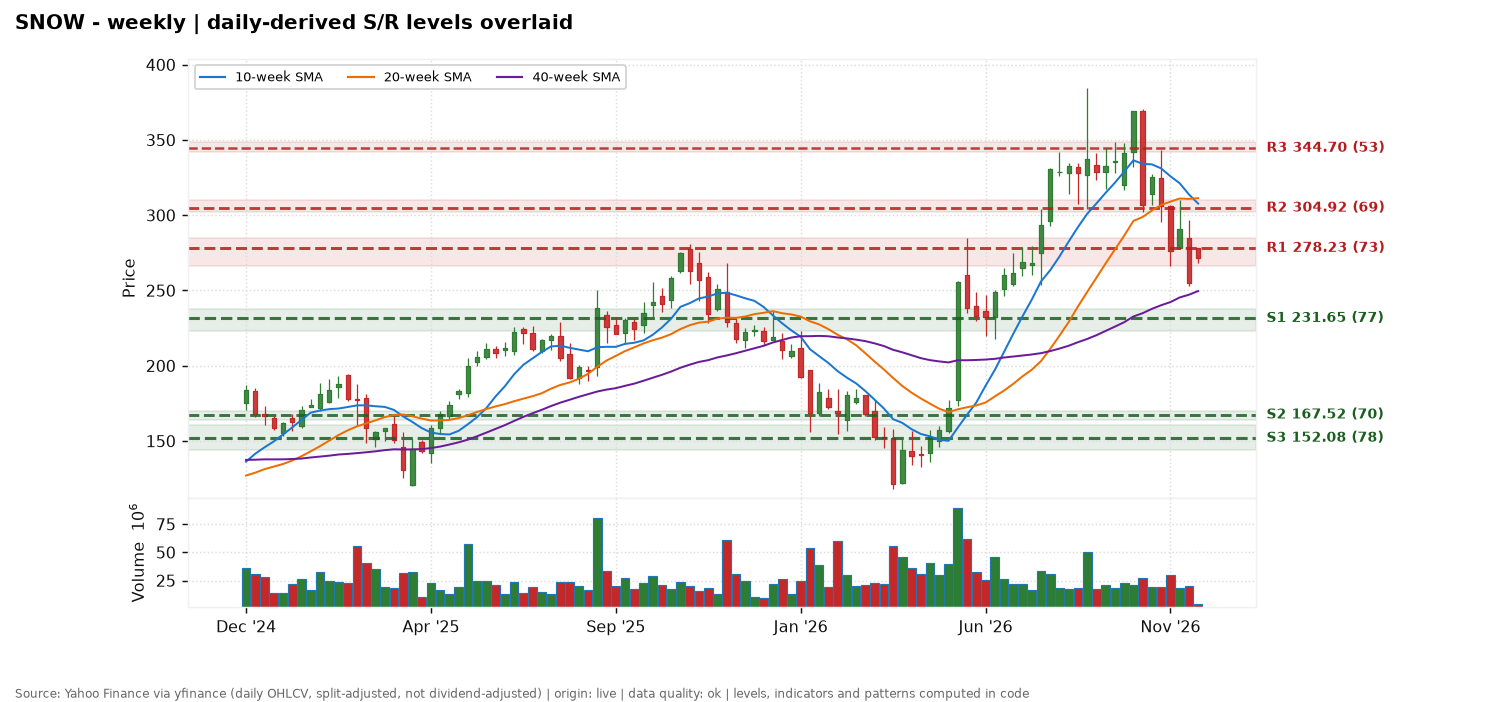 SNOW - weekly | daily-derived S/R levels overlaid
10-week SMA 20-week SMA 40-week SMA
Price
400
350
300
250
200
150
R3 344.70 (53)
R2 304.92 (69)
R1 278.23 (73)
S1 231.65 (77)
S2 167.52 (70)
S3 152.08 (78)
Volume 10⁶
75
50
25
Dec '24 Apr '25 Sep '25 Jan '26 Jun '26 Nov '26
Source: Yahoo Finance via yfinance (daily OHLCV, split-adjusted, not dividend-adjusted) | origin: live | data quality: ok | levels, indicators and patterns computed in code